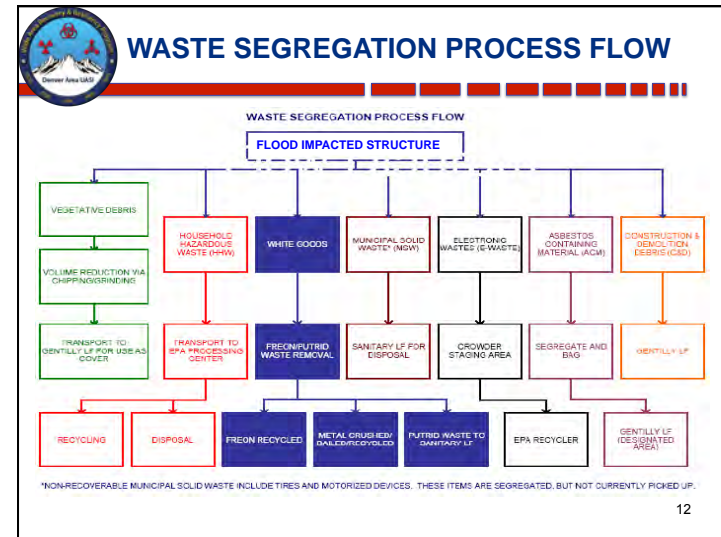 Denver Area UASI
WASTE SEGREGATION PROCESS FLOW
WASTE SEGREGATION PROCESS FLOW
FLOOD IMPACTED STRUCTURE
VEGETATIVE DEBRIS
VOLUME REDUCTION VIA
CHIPPING/GRINDING
TRANSPORT TO
GENTILLY LF FOR USE AS
COVER
HOUSEHOLD
HAZARDOUS
WASTE (HHW)
TRANSPORT TO
EPA PROCESSING
CENTER
RECYCLING
DISPOSAL
WHITE GOODS
FREON/PUTRID
WASTE REMOVAL
FREON RECYCLED
METAL CRUSHED/
BAILED/RECYCLED
PUTRID WASTE TO
SANITARY LF
MUNICIPAL SOLID
WASTE* (MSW)
SANITARY LF FOR
DISPOSAL
ELECTRONIC
WASTES (E-WASTE)
CROWDER
STAGING AREA
EPA RECYCLER
ASBESTOS
CONTAINING
MATERIAL (ACM)
SEGREGATE AND
BAG
GENTILLY LF
(DESIGNATED
AREA)
CONSTRUCTION &
DEMOLITION
DEBRIS (C&D)
GENTILLY LF
*NON-RECOVERABLE MUNICIPAL SOLID WASTE INCLUDE TIRES AND MOTORIZED DEVICES. THESE ITEMS ARE SEGREGATED, BUT NOT CURRENTLY PICKED UP.
12